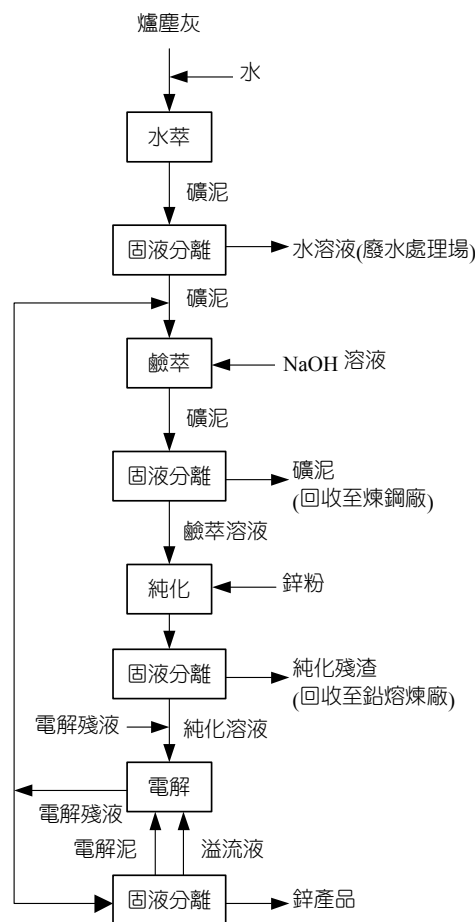 爐塵灰
水
水萃
礦泥
固液分離
水溶液(廢水處理場)
礦泥
鹼萃
NaOH 溶液
礦泥
固液分離
礦泥
(回收至煉鋼廠)
鹼萃溶液
純化
鋅粉
固液分離
純化殘渣
(回收至鉛熔煉廠)
電解殘液
純化溶液
電解
電解殘液
電解泥
溢流液
固液分離
鋅產品